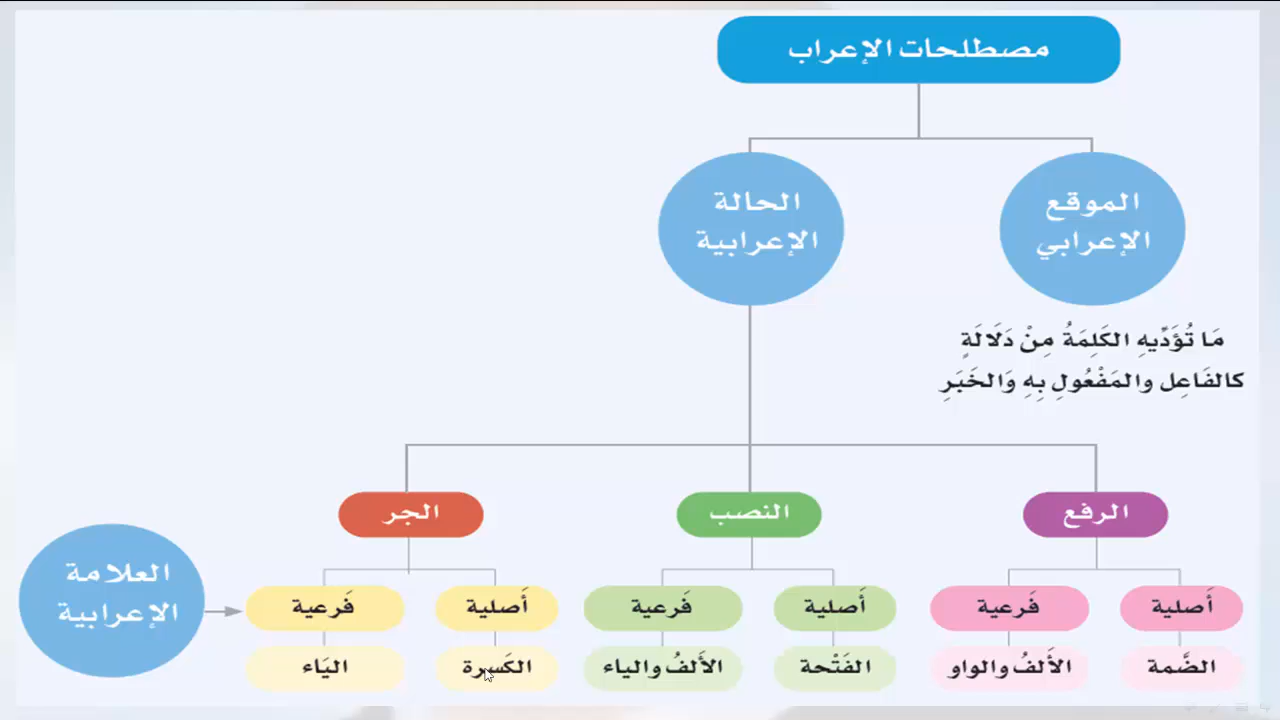 مصطلحات الإعراب
الموقع
الإعرابي
الحالة
الإعرابية
مَا تُؤَدِّيهِ الكَلِمَةُ مِنْ دَلَالَةٍ
كالفَاعِل والمَفْعُولِ بِهِ وَالخَبَرِ
الرفع
النصب
الجر
العلامة
الإعرابية
أَصلية
فَرعية
أَصلية
فَرعية
أَصلية
فَرعية
الضَّمة
الأَلفُ والواو
الفَتْحة
الأَلفُ والياء
الكَسرة
اليَاء